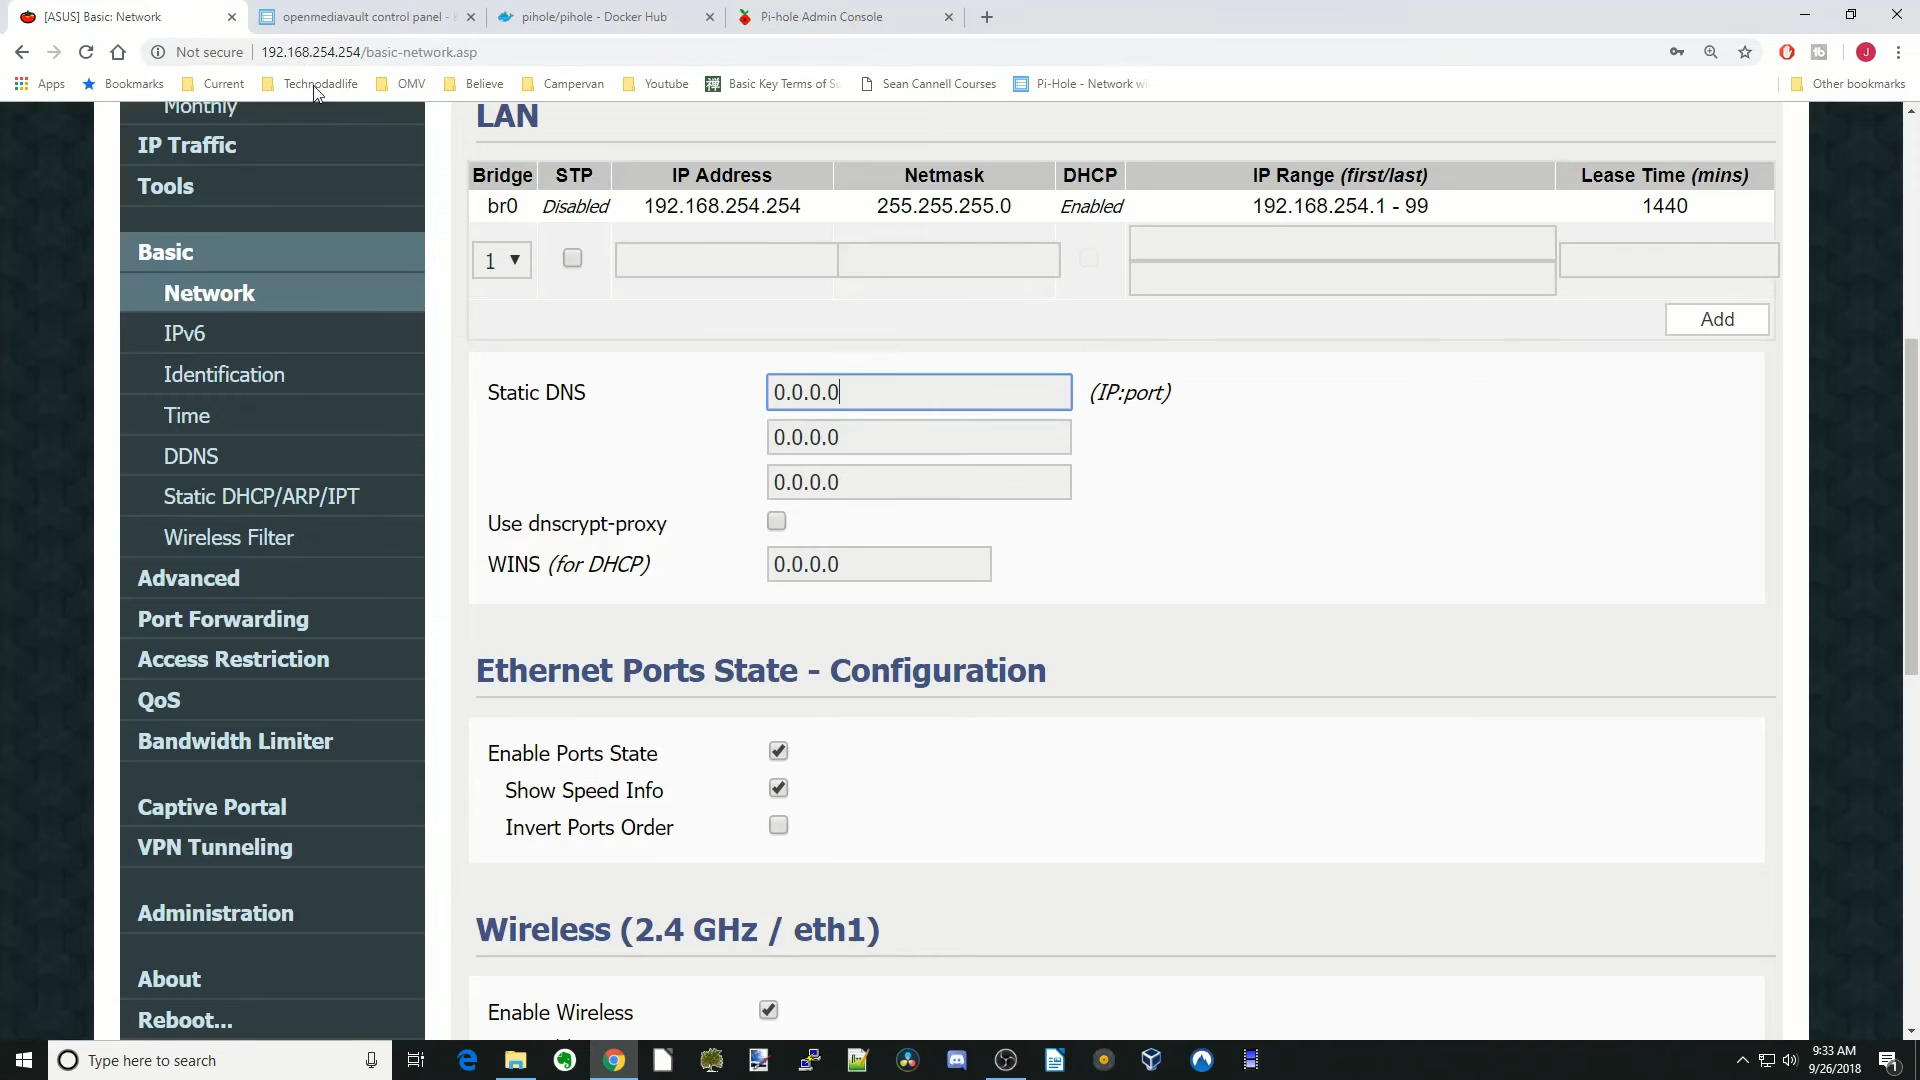 [ASUS] Basic: Network
openmediavault control panel -
pihole/pihole - Docker Hub
Pi-hole Admin Console
Not secure
192.168.254.254/basic-network.asp
Apps
Bookmarks
Current
Technodadlife
OMV
Believe
Campervan
Youtube
Basic Key Terms of S
Sean Cannell Courses
Pi-Hole - Network wi
Other bookmarks
Monthly
IP Traffic
Tools
Basic
Network
IPv6
Identification
Time
DDNS
Static DHCP/ARP/IPT
Wireless Filter
Advanced
Port Forwarding
Access Restriction
QoS
Bandwidth Limiter
Captive Portal
VPN Tunneling
Administration
About
Reboot...
LAN
Bridge STP IP Address Netmask DHCP IP Range (first/last) Lease Time (mins)
br0 Disabled 192.168.254.254 255.255.255.0 Enabled 192.168.254.1 - 99 1440
1
Add
Static DNS 0.0.0.0 (IP:port)
0.0.0.0
0.0.0.0
Use dnscrypt-proxy
WINS (for DHCP) 0.0.0.0
Ethernet Ports State - Configuration
Enable Ports State
Show Speed Info
Invert Ports Order
Wireless (2.4 GHz / eth1)
Enable Wireless
Type here to search
9:33 AM
9/26/2018